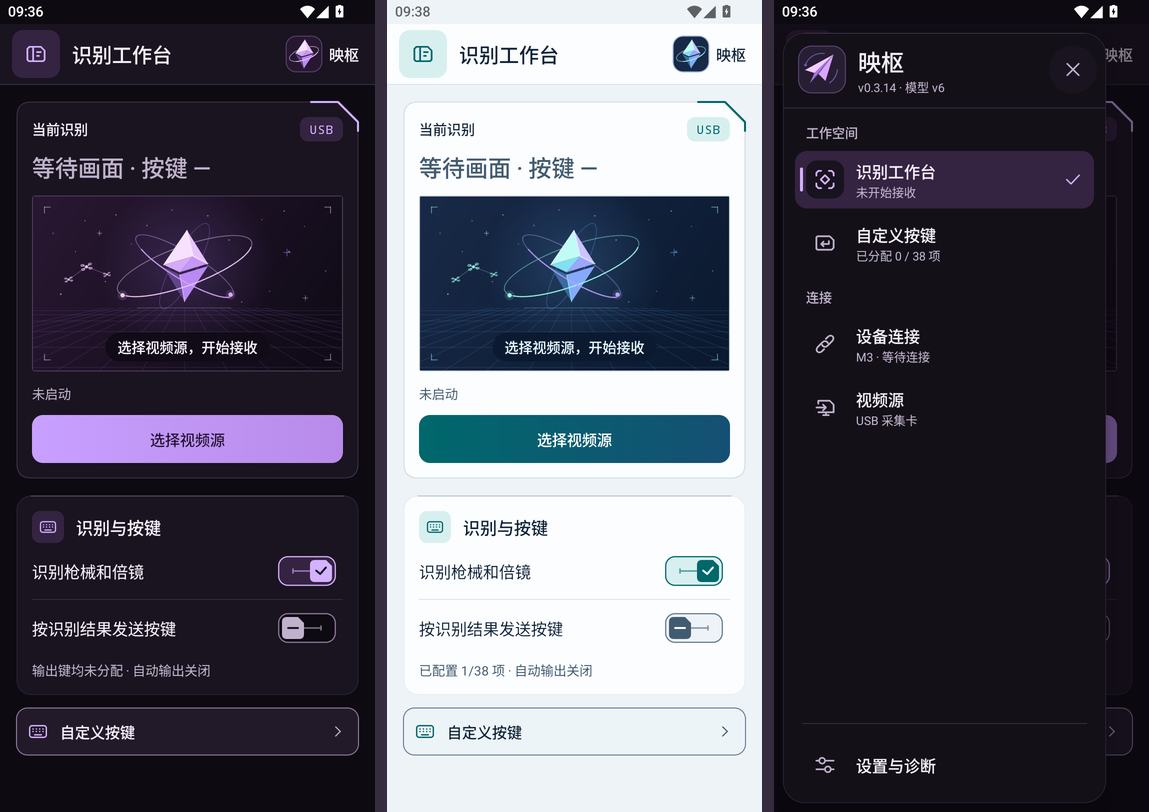 09:36
识别工作台
映枢
当前识别
USB
等待画面 · 按键 —
选择视频源，开始接收
未启动
选择视频源
识别与按键
识别枪械和倍镜
按识别结果发送按键
输出键均未分配 · 自动输出关闭
自定义按键
09:38
识别工作台
映枢
当前识别
USB
等待画面 · 按键 —
选择视频源，开始接收
未启动
选择视频源
识别与按键
识别枪械和倍镜
按识别结果发送按键
已配置 1/38 项 · 自动输出关闭
自定义按键
09:36
映枢
映枢
v0.3.14 · 模型 v6
工作空间
识别工作台
未开始接收
自定义按键
已分配 0 / 38 项
连接
设备连接
M3 · 等待连接
视频源
USB 采集卡
设置与诊断